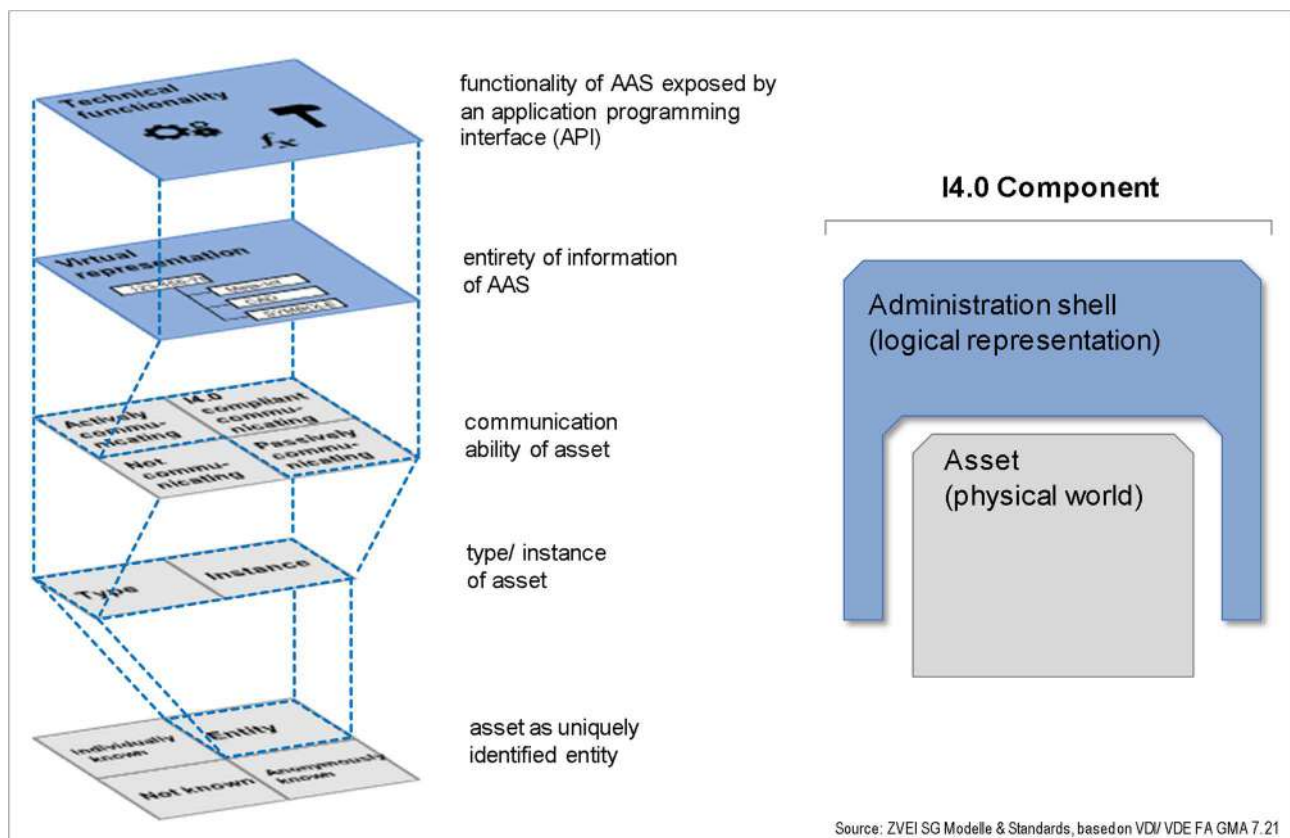 Technical
functionality
fx
functionality of AAS exposed by
an application programming
interface (API)
Virtual
representation
CAD
entirety of information
of AAS
Actively
commu-
nicating
I4.0
compliant
commu-
nicating
Not
commu-
nicating
Passively
commu-
nicating
communication
ability of asset
Type
Instance
type/ instance
of asset
Individually
known
Entity
Not known
Anonymously
known
asset as uniquely
identified entity
I4.0 Component
Administration shell
(logical representation)
Asset
(physical world)
Source: ZVEI SG Modelle & Standards, based on VDI/ VDE FA GMA 7.21